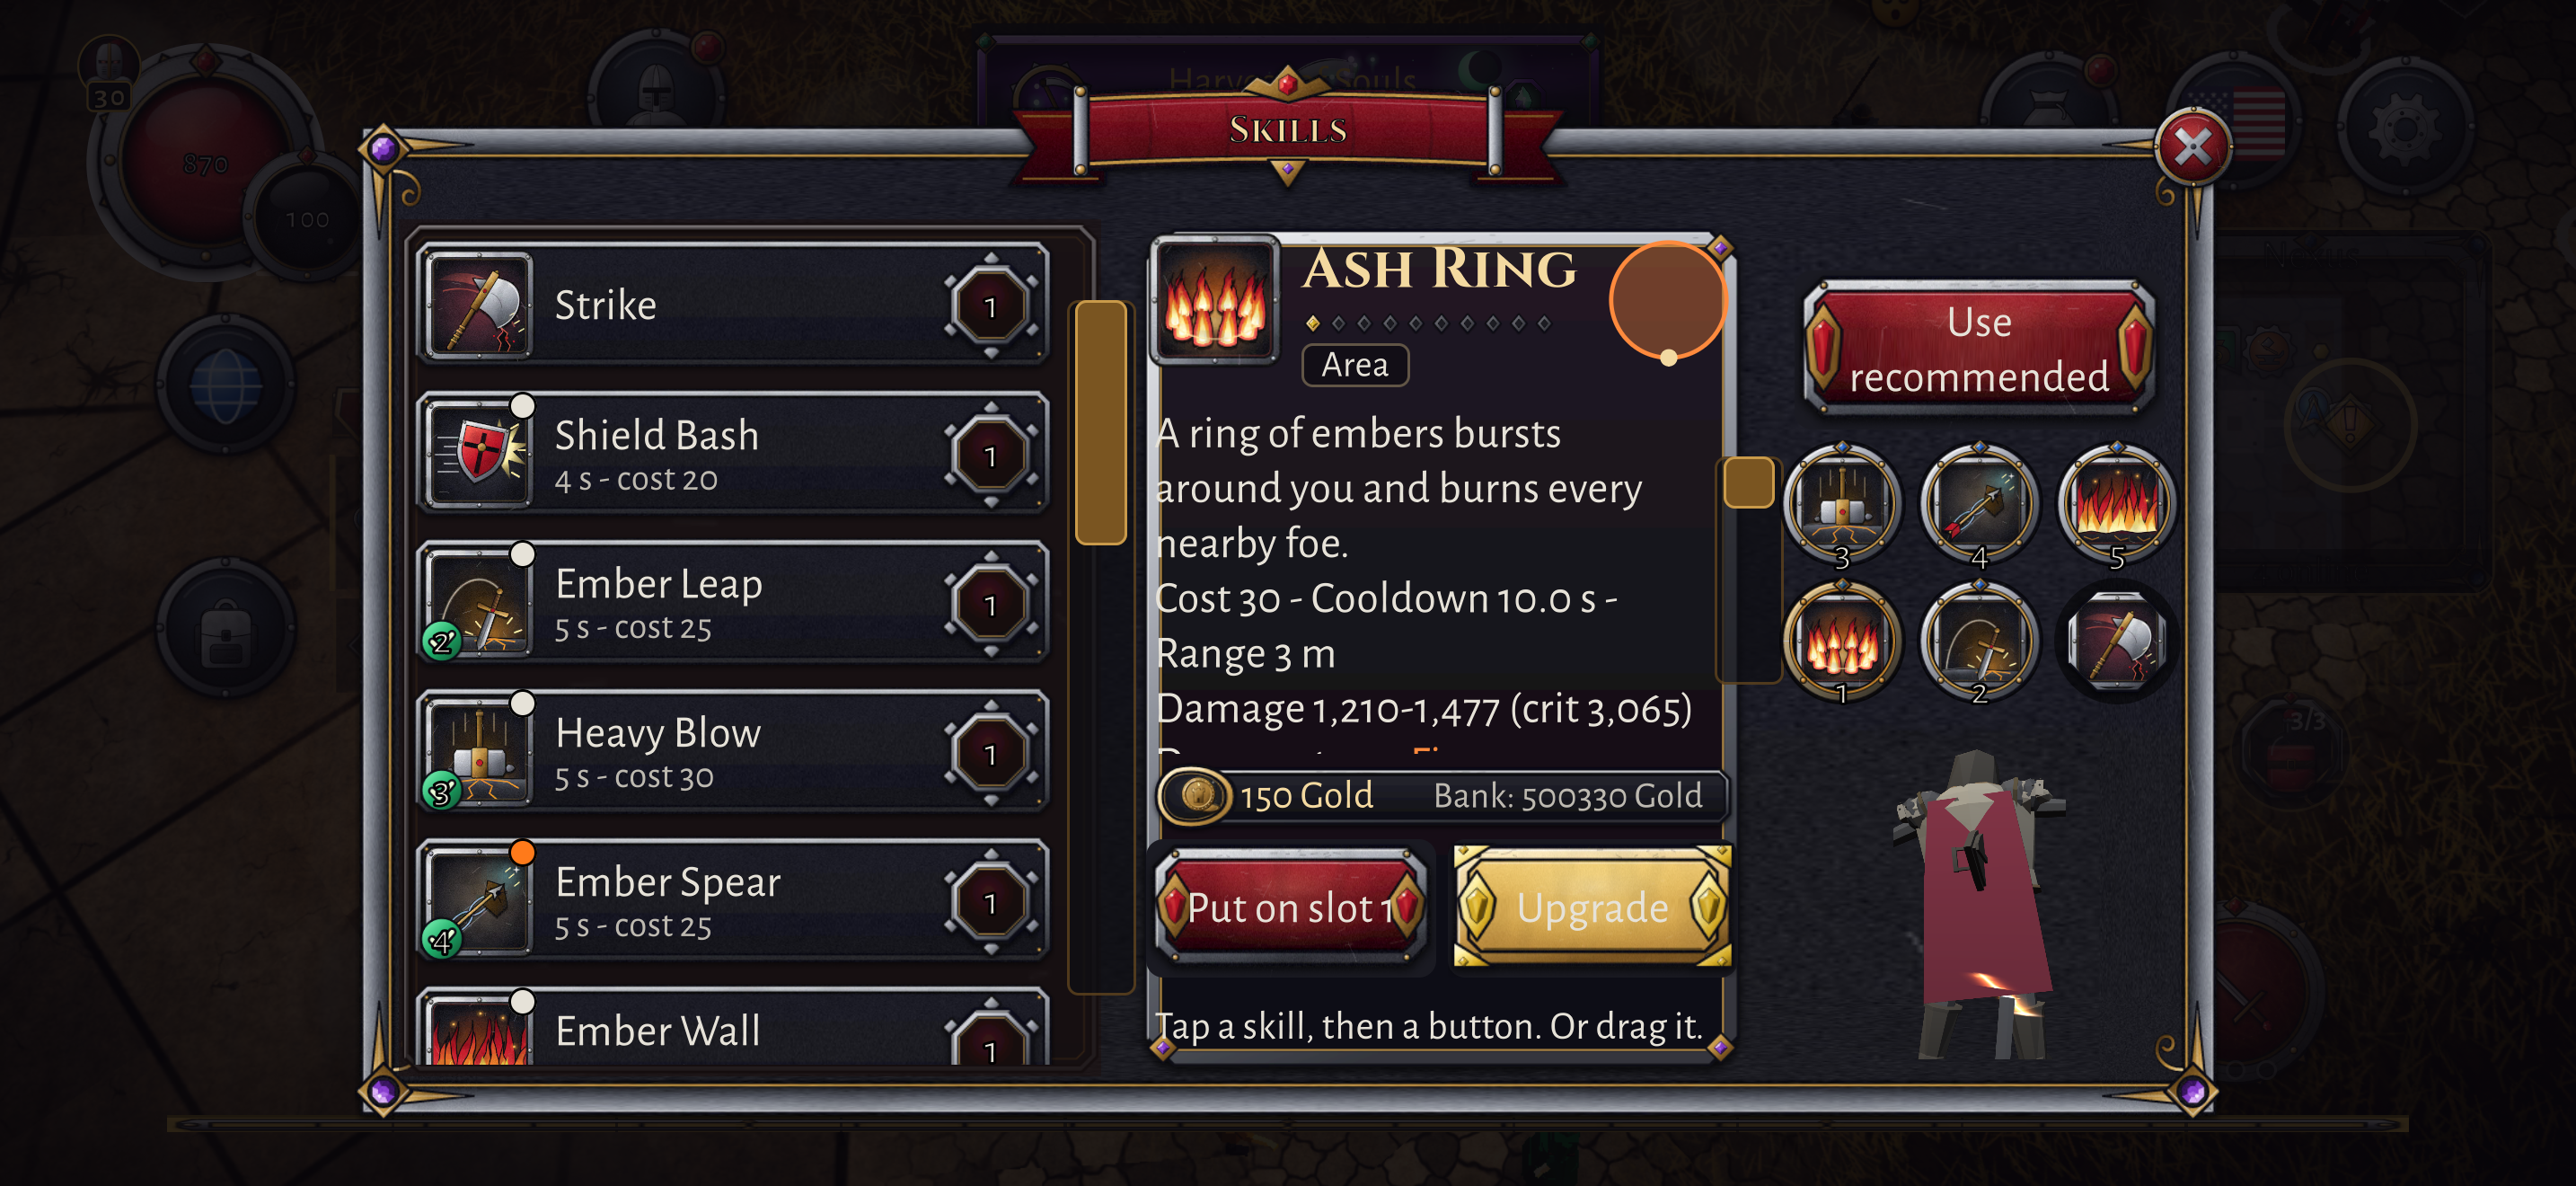 30
870
100
Skills
Strike
1
Shield Bash
4 s - cost 20
1
Ember Leap
5 s - cost 25
2
1
Heavy Blow
5 s - cost 30
3
1
Ember Spear
5 s - cost 25
4
1
Ember Wall
1
Ash Ring
Area
A ring of embers bursts
around you and burns every
nearby foe.
Cost 30 - Cooldown 10.0 s -
Range 3 m
Damage 1,210-1,477 (crit 3,065)
150 Gold
Bank: 500330 Gold
Put on slot 1
Upgrade
Tap a skill, then a button. Or drag it.
Use
recommended
3
4
5
1
2
3/3